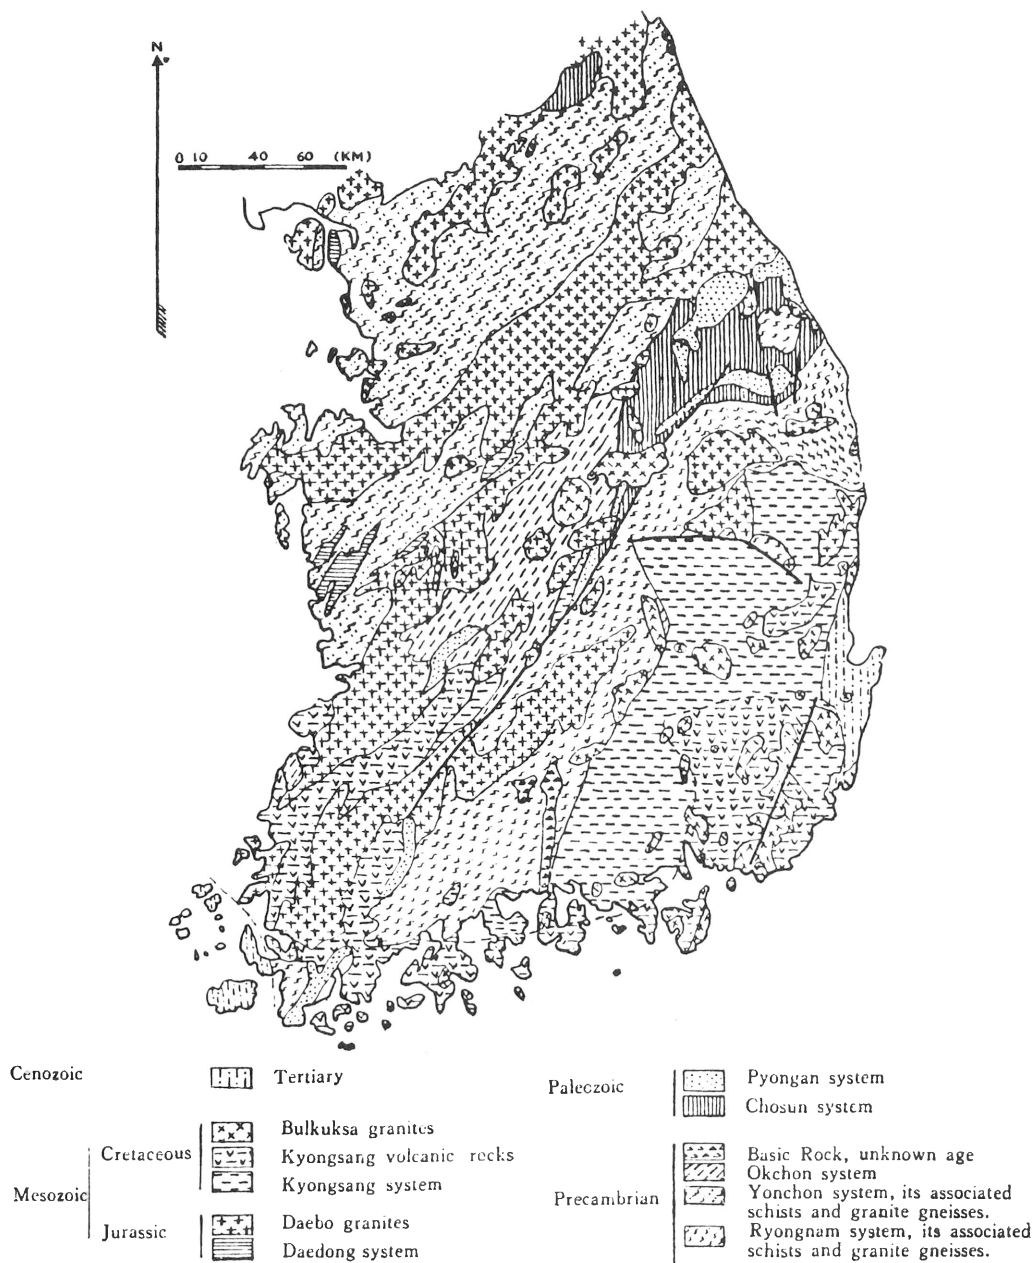 N
0 10 40 60 (KM)
Cenozoic
Tertiary
Mesozoic
Cretaceous
Bulkuksa granites
Kyongsang volcanic rocks
Kyongsang system
Jurassic
Daebo granites
Daedong system
Paleczoic
Pyongan system
Chosun system
Precambrian
Basic Rock, unknown age
Okchon system
Yonchon system, its associated
schists and granite gneisses.
Ryongnam system, its associated
schists and granite gneisses.